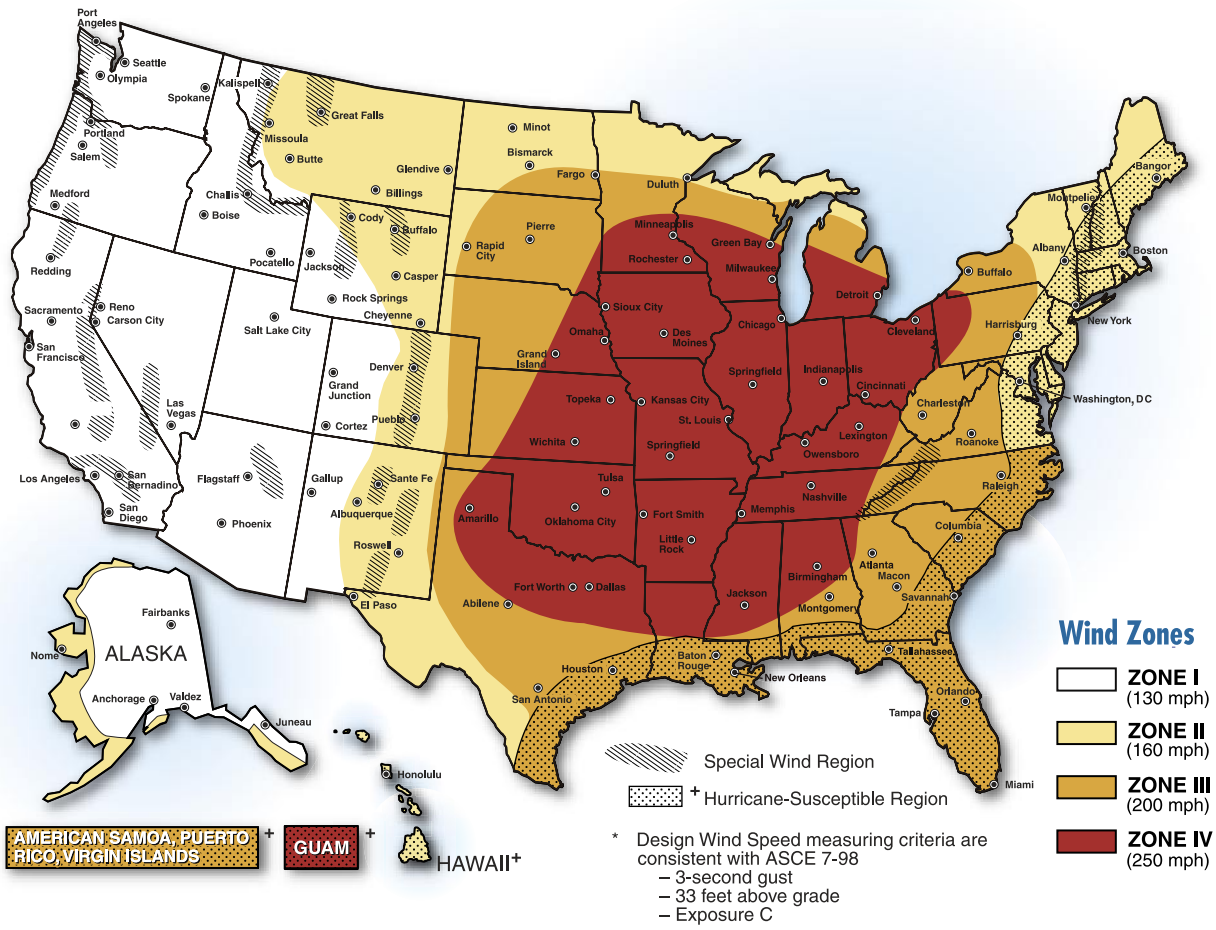 Port
Angeles
Seattle
Olympia
Spokane
Kalispell
Great Falls
Missoula
Butte
Glendive
Billings
Minot
Bismarck
Fargo
Duluth
Portland
Salem
Medford
Challis
Boise
Pocatello
Cody
Buffalo
Jackson
Casper
Rock Springs
Cheyenne
Rapid
City
Pierre
Minneapolis
Rochester
Green Bay
Milwaukee
Bangor
Montpelier
Albany
Boston
Buffalo
New York
Harrisburg
Washington, DC
Redding
Reno
Carson City
Sacramento
San
Francisco
Salt Lake City
Las
Vegas
Grand
Junction
Denver
Pueblo
Cortez
Sioux City
Omaha
Des
Moines
Grand
Island
Chicago
Detroit
Cleveland
Springfield
Indianapolis
Cincinnati
Charleston
Roanoke
Topeka
Kansas City
St. Louis
Wichita
Springfield
Lexington
Owensboro
Raleigh
Los Angeles
San
Bernadino
San
Diego
Flagstaff
Phoenix
Gallup
Sante Fe
Albuquerque
Roswell
El Paso
Amarillo
Tulsa
Oklahoma City
Fort Smith
Little
Rock
Memphis
Nashville
Columbia
Atlanta
Macon
Savannah
Birmingham
Montgomery
Jackson
Fort Worth
Dallas
Abilene
Houston
San Antonio
Baton
Rouge
New Orleans
Tallahassee
Orlando
Tampa
Miami
Fairbanks
ALASKA
Nome
Anchorage
Valdez
Juneau
Honolulu
HAWAII+
AMERICAN SAMOA, PUERTO
RICO, VIRGIN ISLANDS
+
GUAM
+
Special Wind Region
+ Hurricane-Susceptible Region
* Design Wind Speed measuring criteria are
consistent with ASCE 7-98
– 3-second gust
– 33 feet above grade
– Exposure C
Wind Zones
ZONE I
(130 mph)
ZONE II
(160 mph)
ZONE III
(200 mph)
ZONE IV
(250 mph)